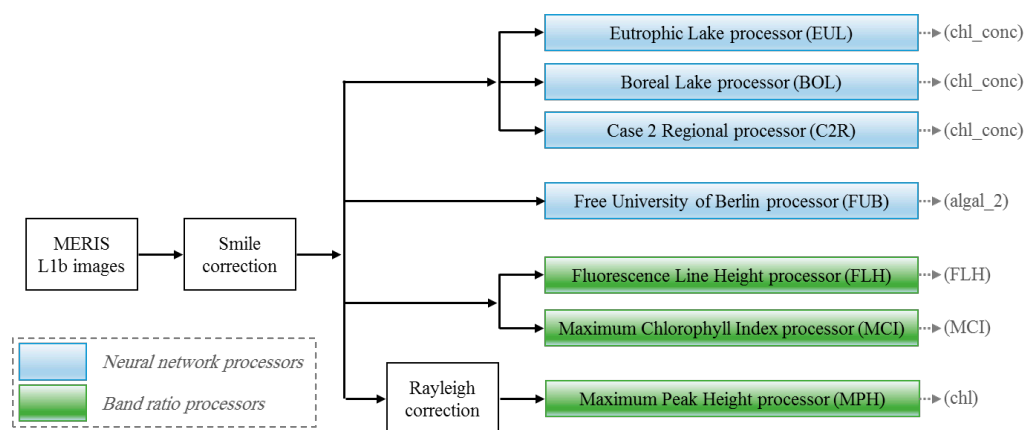 Eutrophic Lake processor (EUL)
(chl_conc)
Boreal Lake processor (BOL)
(chl_conc)
Case 2 Regional processor (C2R)
(chl_conc)
Free University of Berlin processor (FUB)
(algal_2)
MERIS
L1b images
Smile
correction
Fluorescence Line Height processor (FLH)
(FLH)
Maximum Chlorophyll Index processor (MCI)
(MCI)
Rayleigh
correction
Maximum Peak Height processor (MPH)
(chl)
Neural network processors
Band ratio processors